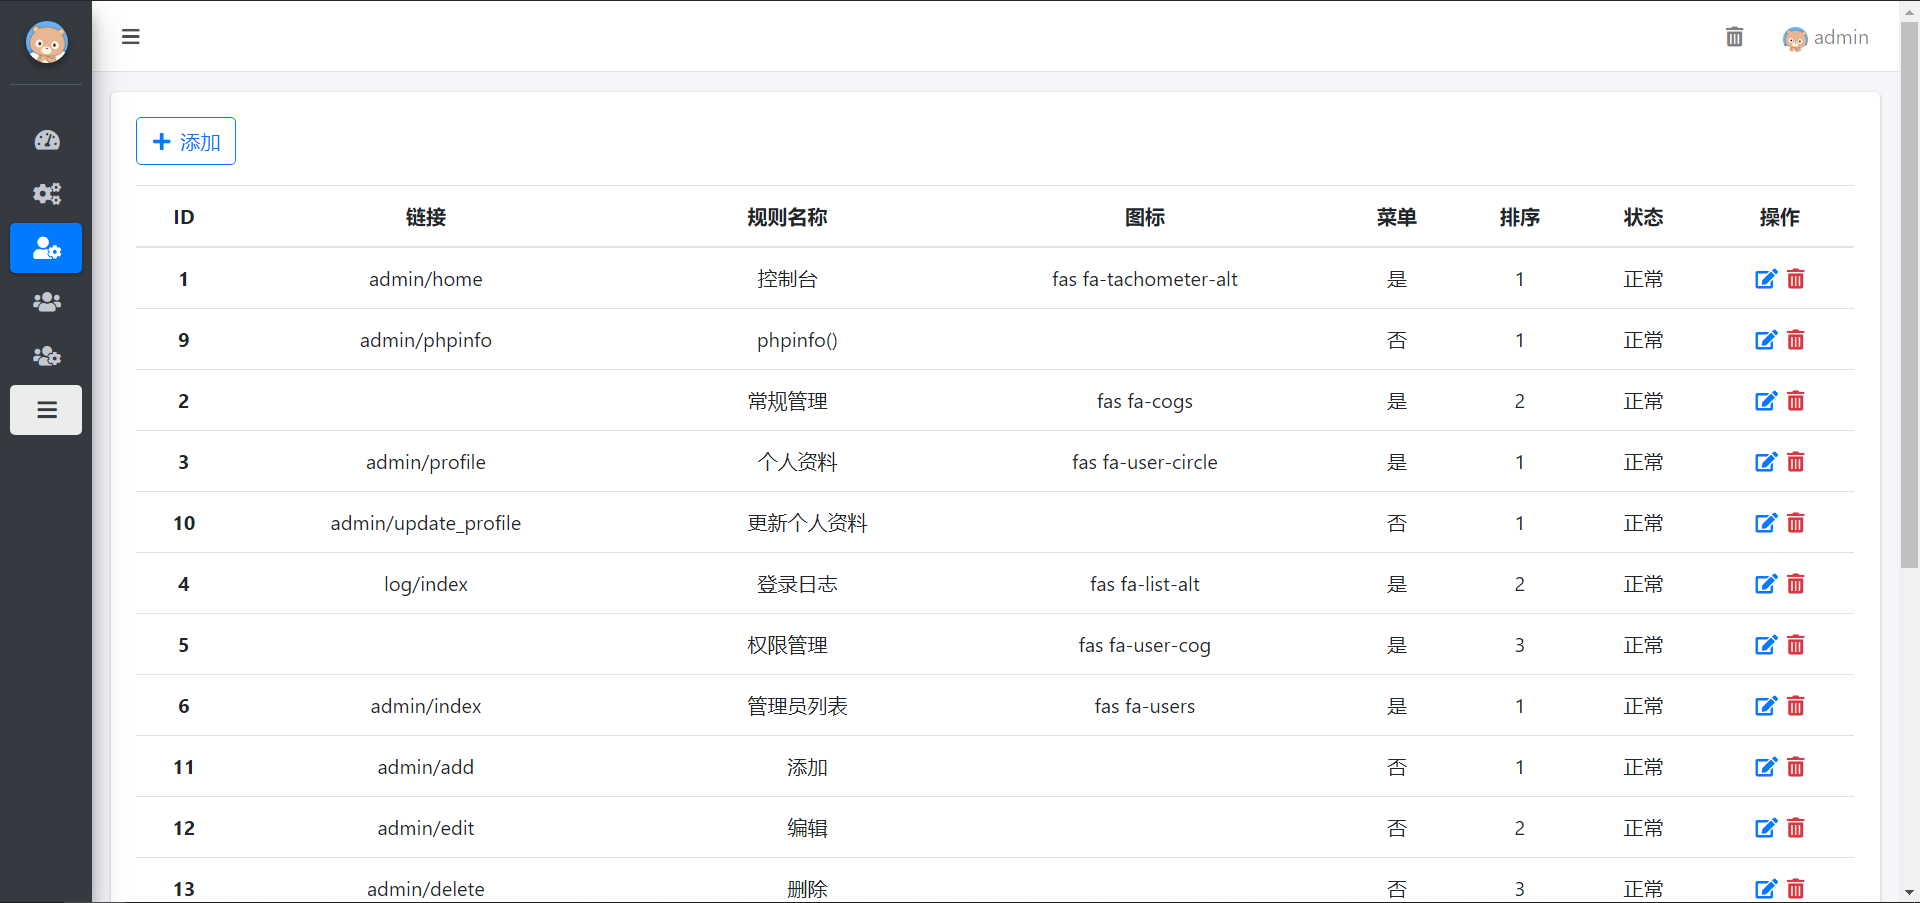 admin
添加
ID 链接 规则名称 图标 菜单 排序 状态 操作
1 admin/home 控制台 fas fa-tachometer-alt 是 1 正常
9 admin/phpinfo phpinfo() 否 1 正常
2 常规管理 fas fa-cogs 是 2 正常
3 admin/profile 个人资料 fas fa-user-circle 是 1 正常
10 admin/update_profile 更新个人资料 否 1 正常
4 log/index 登录日志 fas fa-list-alt 是 2 正常
5 权限管理 fas fa-user-cog 是 3 正常
6 admin/index 管理员列表 fas fa-users 是 1 正常
11 admin/add 添加 否 1 正常
12 admin/edit 编辑 否 2 正常
13 admin/delete 删除 否 3 正常